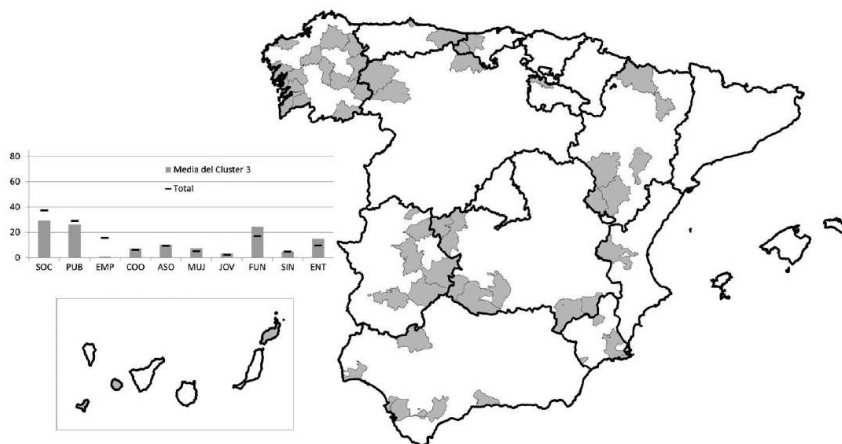 80
60
40
20
0
Media del Cluster 3
Total
SOC PUB EMP COO ASO MUJ JOV FUN SIN ENT